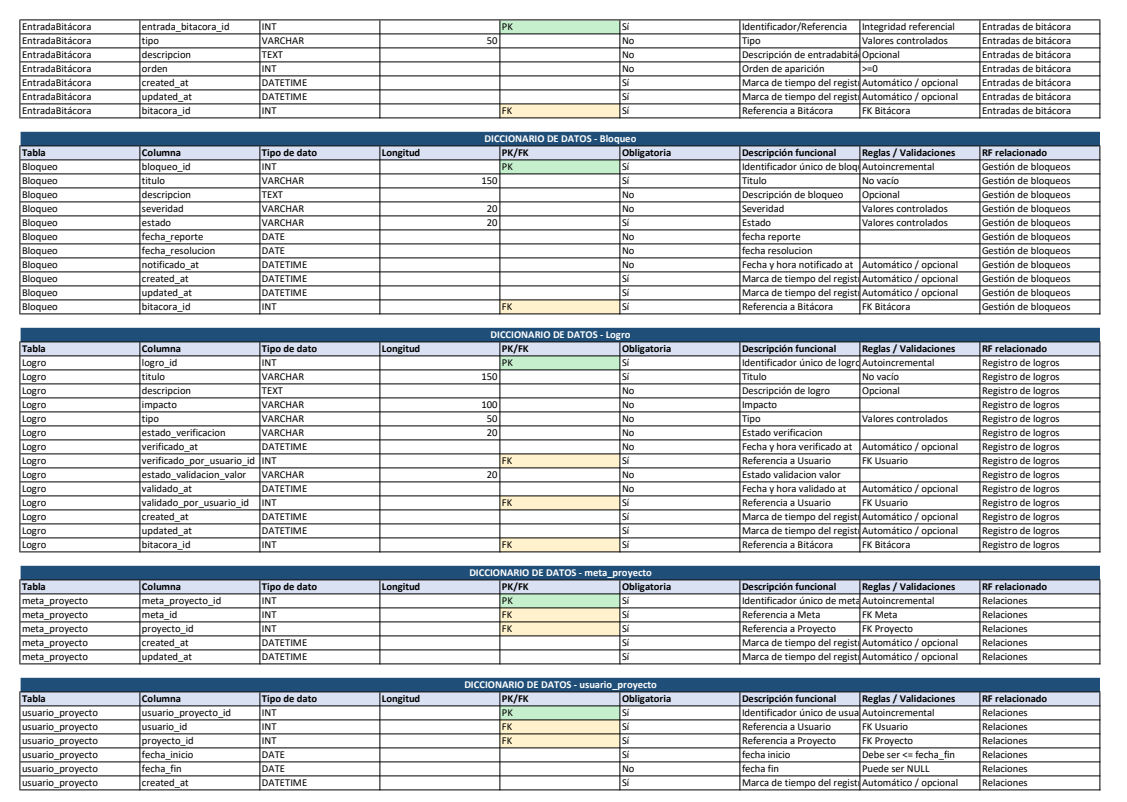 EntradaBitácora entrada_bitacora_id INT PK Sí Identificador/Referencia Integridad referencial Entradas de bitácora
EntradaBitácora tipo VARCHAR 50 No Tipo Valores controlados Entradas de bitácora
EntradaBitácora descripcion TEXT No Descripción de entradabitá Opcional Entradas de bitácora
EntradaBitácora orden INT No Orden de aparición >=0 Entradas de bitácora
EntradaBitácora created_at DATETIME Sí Marca de tiempo del regist Automático / opcional Entradas de bitácora
EntradaBitácora updated_at DATETIME Sí Marca de tiempo del regist Automático / opcional Entradas de bitácora
EntradaBitácora bitacora_id INT FK Sí Referencia a Bitácora FK Bitácora Entradas de bitácora
DICCIONARIO DE DATOS - Bloqueo
Tabla Columna Tipo de dato Longitud PK/FK Obligatoria Descripción funcional Reglas / Validaciones RF relacionado
Bloqueo bloqueo_id INT PK Sí Identificador único de bloq Autoincremental Gestión de bloqueos
Bloqueo titulo VARCHAR 150 Sí Titulo No vacío Gestión de bloqueos
Bloqueo descripcion TEXT No Descripción de bloqueo Opcional Gestión de bloqueos
Bloqueo severidad VARCHAR 20 No Severidad Valores controlados Gestión de bloqueos
Bloqueo estado VARCHAR 20 Sí Estado Valores controlados Gestión de bloqueos
Bloqueo fecha_reporte DATE No fecha reporte Gestión de bloqueos
Bloqueo fecha_resolucion DATE No fecha resolucion Gestión de bloqueos
Bloqueo notificado_at DATETIME No Fecha y hora notificado at Automático / opcional Gestión de bloqueos
Bloqueo created_at DATETIME Sí Marca de tiempo del regist Automático / opcional Gestión de bloqueos
Bloqueo updated_at DATETIME Sí Marca de tiempo del regist Automático / opcional Gestión de bloqueos
Bloqueo bitacora_id INT FK Sí Referencia a Bitácora FK Bitácora Gestión de bloqueos
DICCIONARIO DE DATOS - Logro
Tabla Columna Tipo de dato Longitud PK/FK Obligatoria Descripción funcional Reglas / Validaciones RF relacionado
Logro logro_id INT PK Sí Identificador único de logro Autoincremental Registro de logros
Logro titulo VARCHAR 150 Sí Titulo No vacío Registro de logros
Logro descripcion TEXT No Descripción de logro Opcional Registro de logros
Logro impacto VARCHAR 100 No Impacto Registro de logros
Logro tipo VARCHAR 50 No Tipo Valores controlados Registro de logros
Logro estado_verificacion VARCHAR 20 No Estado verificacion Registro de logros
Logro verificado_at DATETIME No Fecha y hora verificado at Automático / opcional Registro de logros
Logro verificado_por_usuario_id INT FK Sí Referencia a Usuario FK Usuario Registro de logros
Logro estado_validacion_valor VARCHAR 20 No Estado validacion valor Registro de logros
Logro validado_at DATETIME No Fecha y hora validado at Automático / opcional Registro de logros
Logro validado_por_usuario_id INT FK Sí Referencia a Usuario FK Usuario Registro de logros
Logro created_at DATETIME Sí Marca de tiempo del regist Automático / opcional Registro de logros
Logro updated_at DATETIME Sí Marca de tiempo del regist Automático / opcional Registro de logros
Logro bitacora_id INT FK Sí Referencia a Bitácora FK Bitácora Registro de logros
DICCIONARIO DE DATOS - meta_proyecto
Tabla Columna Tipo de dato Longitud PK/FK Obligatoria Descripción funcional Reglas / Validaciones RF relacionado
meta_proyecto meta_proyecto_id INT PK Sí Identificador único de meta Autoincremental Relaciones
meta_proyecto meta_id INT FK Sí Referencia a Meta FK Meta Relaciones
meta_proyecto proyecto_id INT FK Sí Referencia a Proyecto FK Proyecto Relaciones
meta_proyecto created_at DATETIME Sí Marca de tiempo del regist Automático / opcional Relaciones
meta_proyecto updated_at DATETIME Sí Marca de tiempo del regist Automático / opcional Relaciones
DICCIONARIO DE DATOS - usuario_proyecto
Tabla Columna Tipo de dato Longitud PK/FK Obligatoria Descripción funcional Reglas / Validaciones RF relacionado
usuario_proyecto usuario_proyecto_id INT PK Sí Identificador único de usua Autoincremental Relaciones
usuario_proyecto usuario_id INT FK Sí Referencia a Usuario FK Usuario Relaciones
usuario_proyecto proyecto_id INT FK Sí Referencia a Proyecto FK Proyecto Relaciones
usuario_proyecto fecha_inicio DATE Sí fecha inicio Debe ser <= fecha_fin Relaciones
usuario_proyecto fecha_fin DATE No fecha fin Puede ser NULL Relaciones
usuario_proyecto created_at DATETIME Sí Marca de tiempo del regist Automático / opcional Relaciones